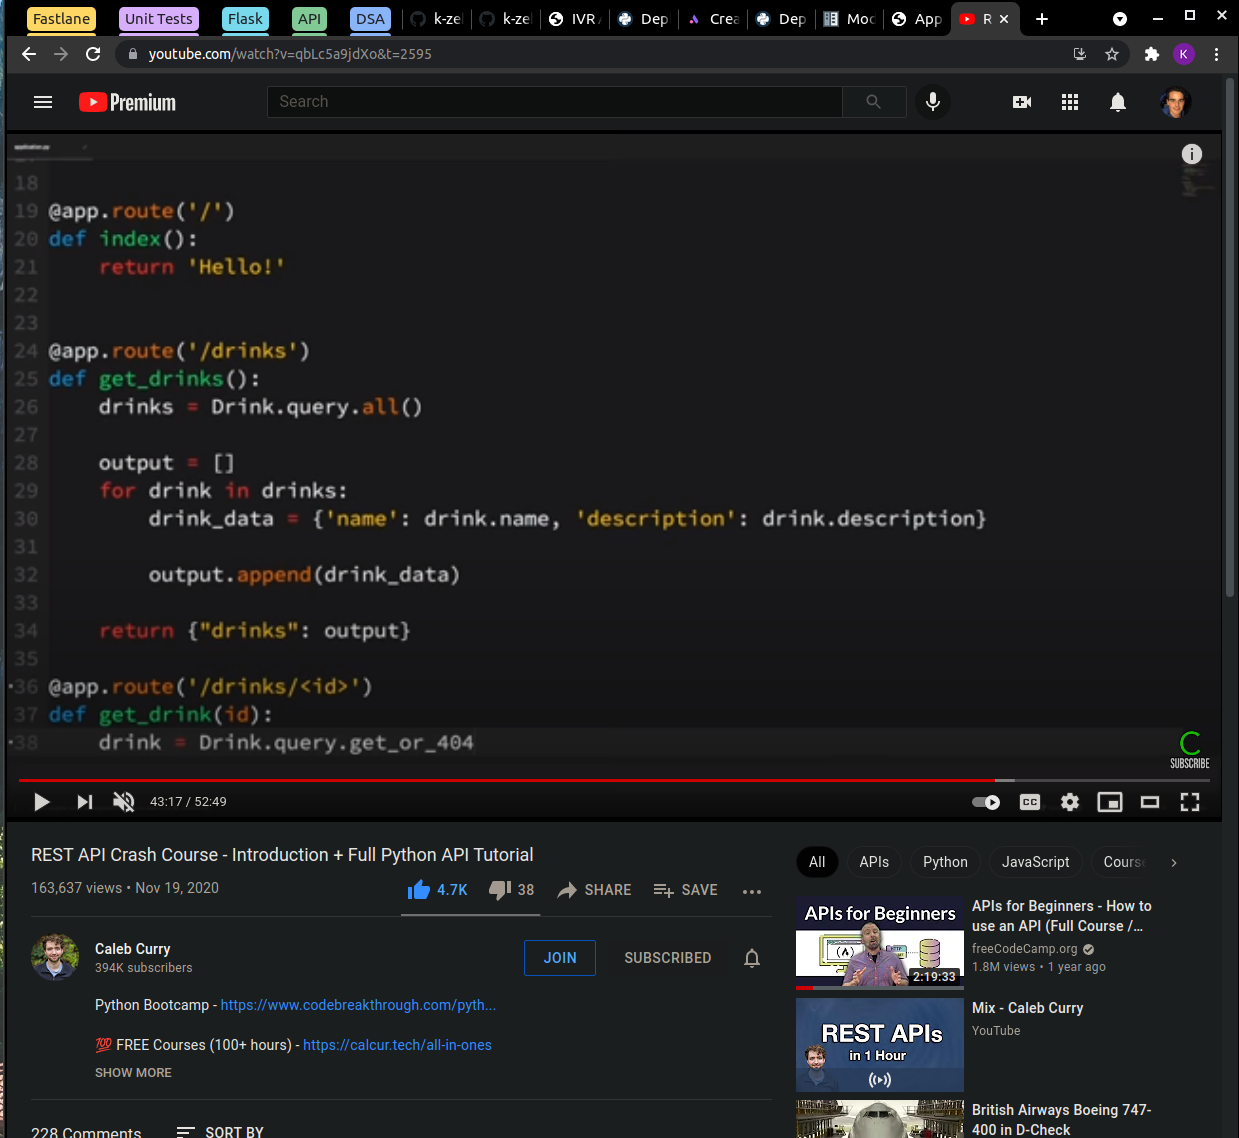 Fastlane Unit Tests Flask API DSA k-ze k-ze IVR Dep Crea Dep Moc App R
youtube.com/watch?v=qbLc5a9jdXo&t=2595 K
Premium Search
application.py
18
19 @app.route('/')
20 def index():
21 return 'Hello!'
22
23
24 @app.route('/drinks')
25 def get_drinks():
26 drinks = Drink.query.all()
27
28 output = []
29 for drink in drinks:
30 drink_data = {'name': drink.name, 'description': drink.description}
31
32 output.append(drink_data)
33
34 return {"drinks": output}
35
36 @app.route('/drinks/<id>')
37 def get_drink(id):
38 drink = Drink.query.get_or_404
C
SUBSCRIBE
43:17 / 52:49 CC
REST API Crash Course - Introduction + Full Python API Tutorial
163,637 views • Nov 19, 2020
4.7K 38 SHARE SAVE
Caleb Curry
394K subscribers
JOIN SUBSCRIBED
Python Bootcamp - https://www.codebreakthrough.com/pyth...
💯 FREE Courses (100+ hours) - https://calcur.tech/all-in-ones
SHOW MORE
228 Comments SORT BY
All APIs Python JavaScript Course
APIs for Beginners
HTTP
2:19:33
APIs for Beginners - How to
use an API (Full Course /...
freeCodeCamp.org
1.8M views • 1 year ago
REST APIs
in 1 Hour
Mix - Caleb Curry
YouTube
British Airways Boeing 747-
400 in D-Check